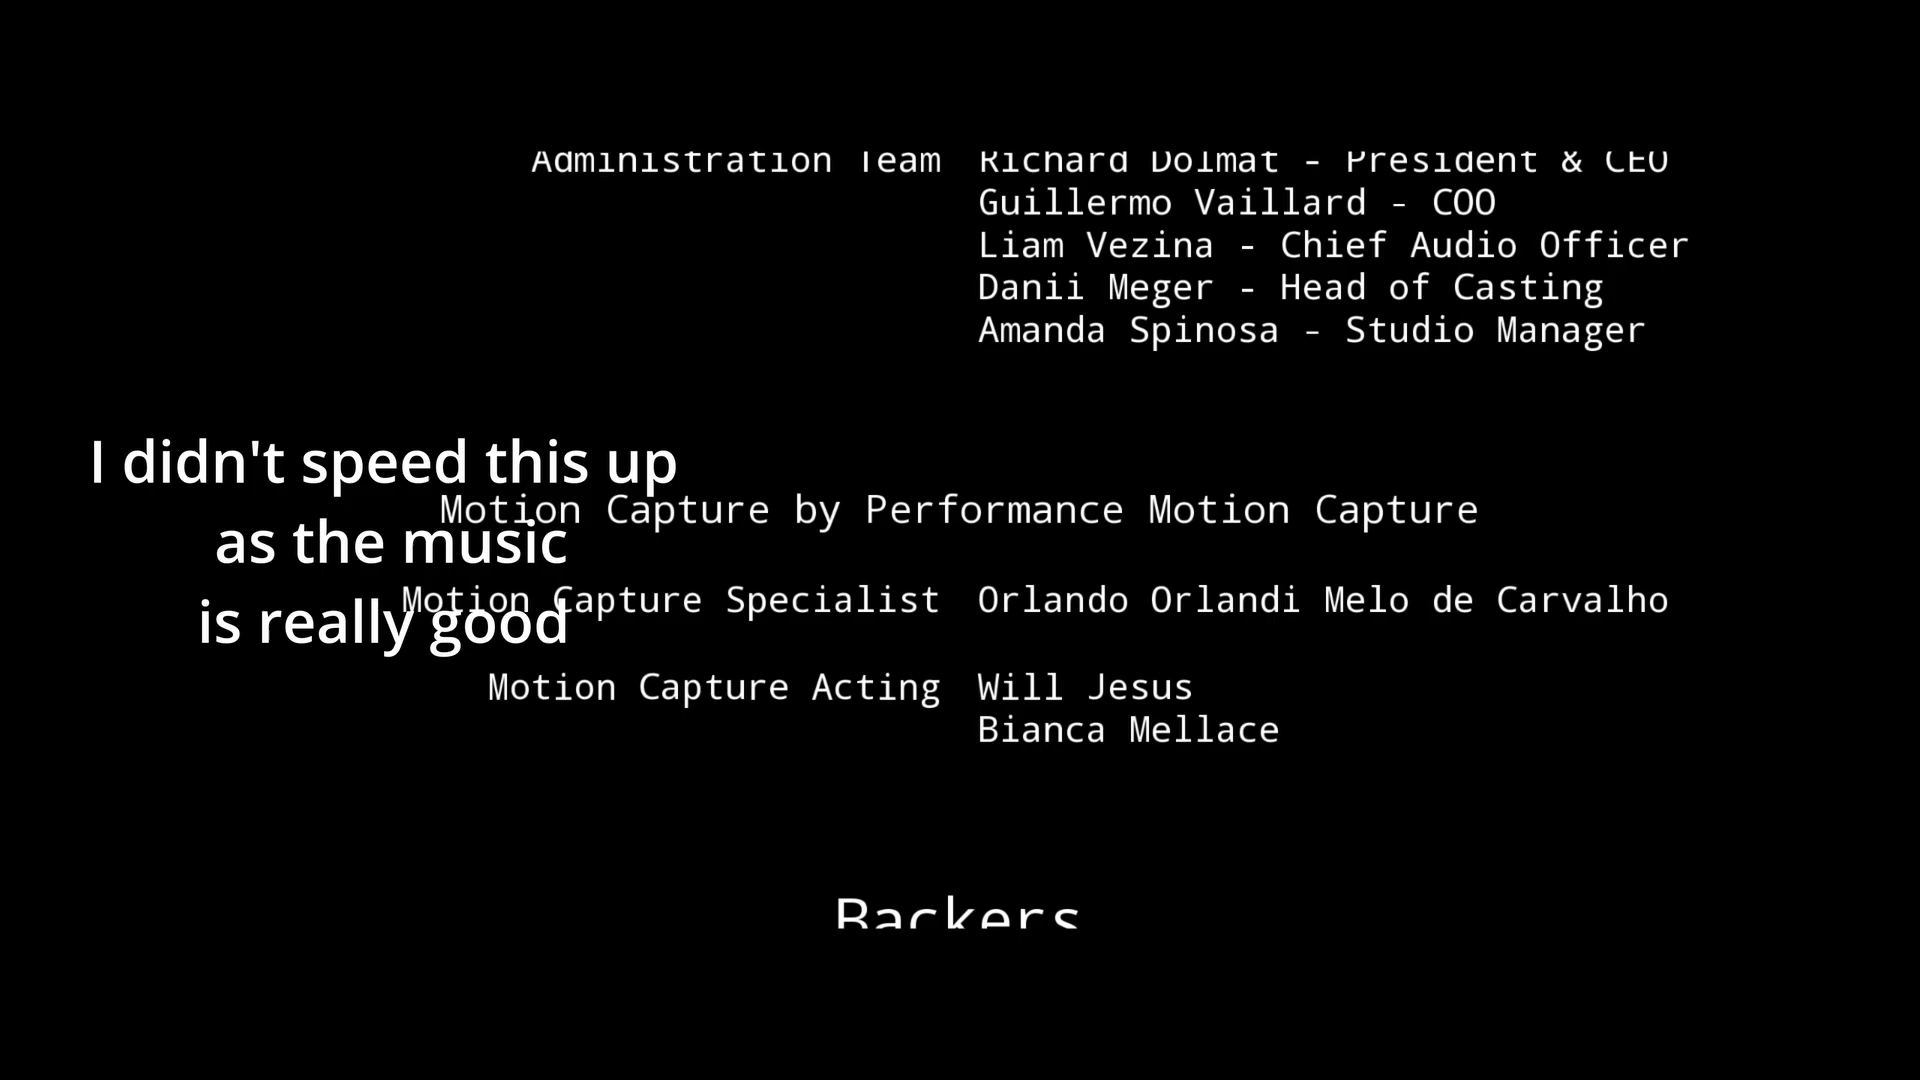 Administration Team Richard Dolmat - President & CEO
Guillermo Vaillard - COO
Liam Vezina - Chief Audio Officer
Danii Meger - Head of Casting
Amanda Spinosa - Studio Manager
I didn't speed this up
as the music
is really good
Motion Capture by Performance Motion Capture
Motion Capture Specialist Orlando Orlandi Melo de Carvalho
Motion Capture Acting Will Jesus
Bianca Mellace
Backers